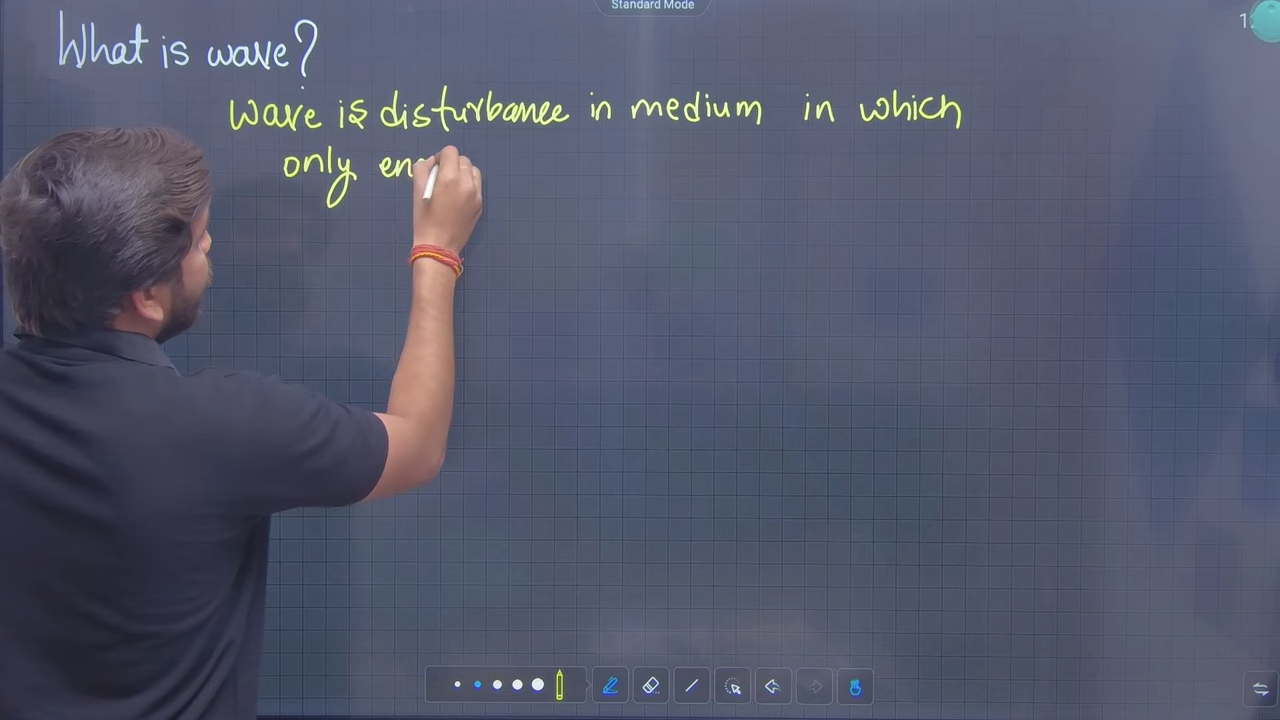 Standard Mode
What is wave?
Wave is disturbance in medium in which
only en